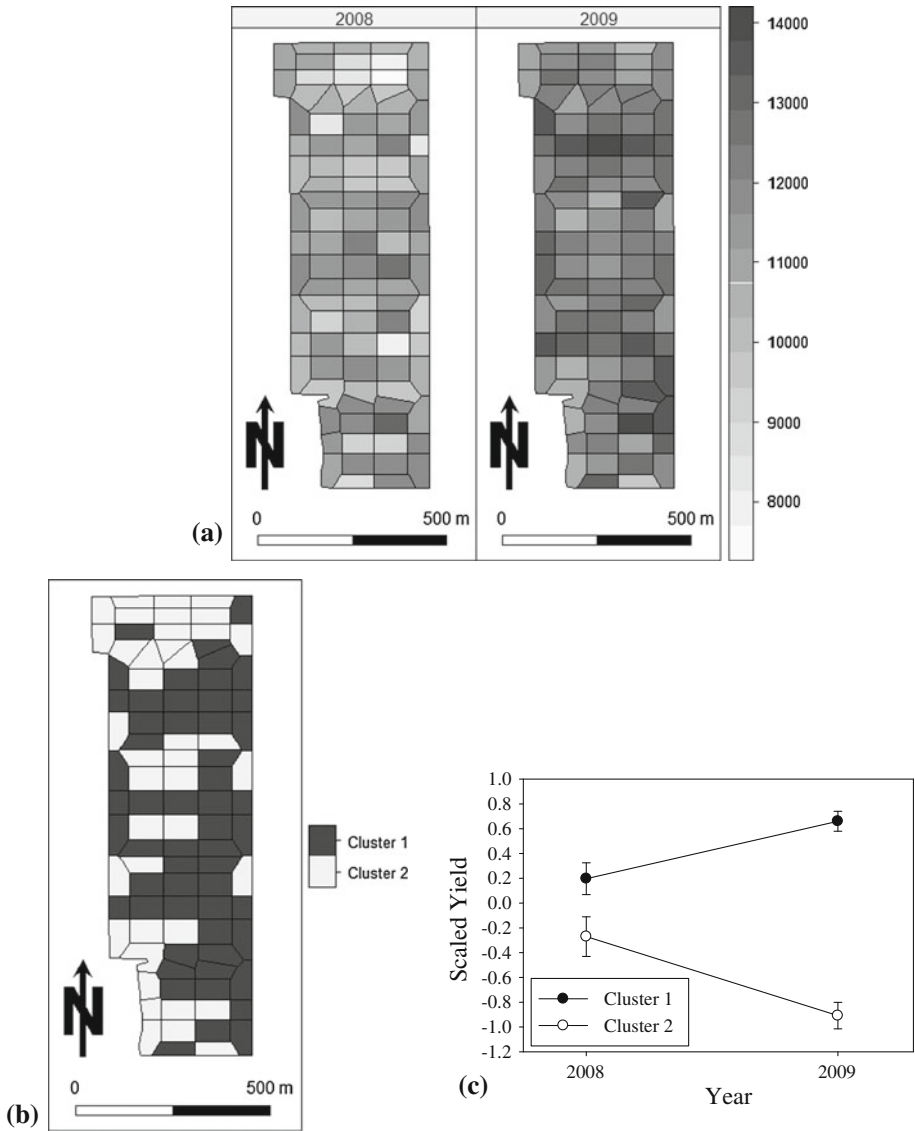 2008 2009
14000
13000
12000
11000
10000
9000
8000
N N
0 500 m 0 500 m
(a)
Cluster 1
Cluster 2
N
0 500 m
(b)
1.0
0.8
0.6
0.4
0.2
0.0
-0.2
-0.4
-0.6
-0.8
-1.0
-1.2
Scaled Yield
Cluster 1
Cluster 2
2008 2009
Year
(c)